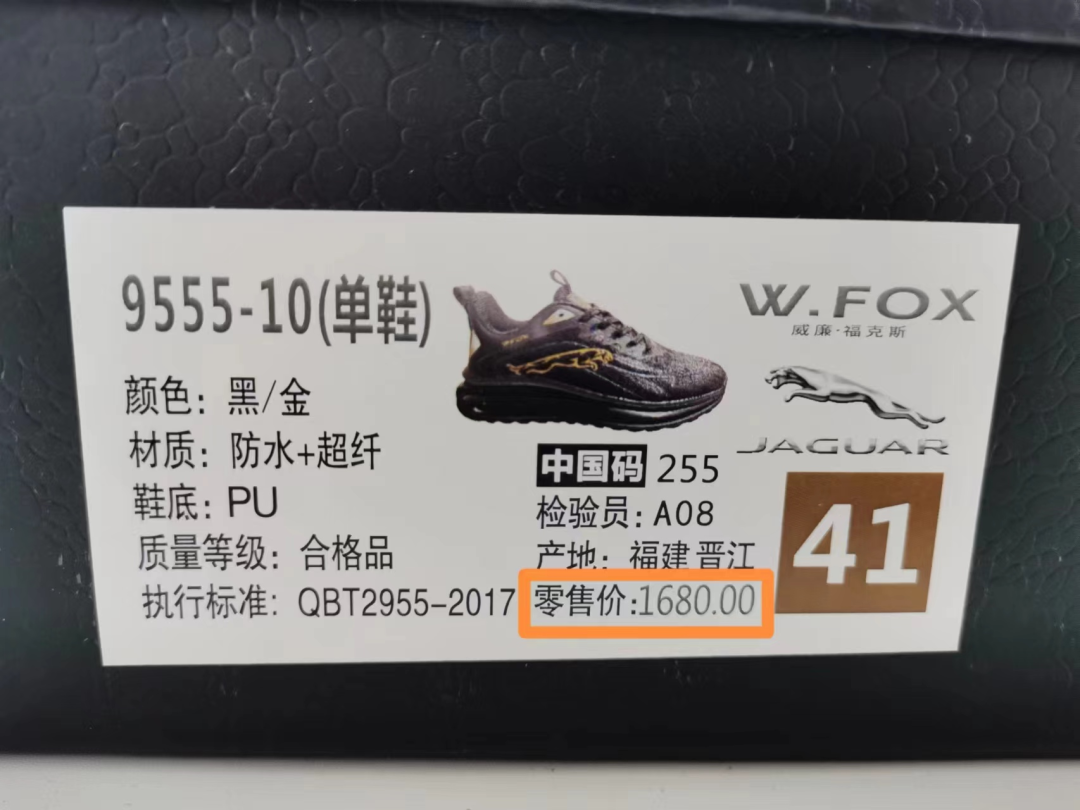 9555-10(单鞋)
W.FOX
威廉·福克斯
JAGUAR
颜色：黑/金
材质：防水+超纤
鞋底：PU
质量等级：合格品
执行标准：QBT2955-2017
中国码 255
检验员：A08
产地：福建晋江
零售价:1680.00
41